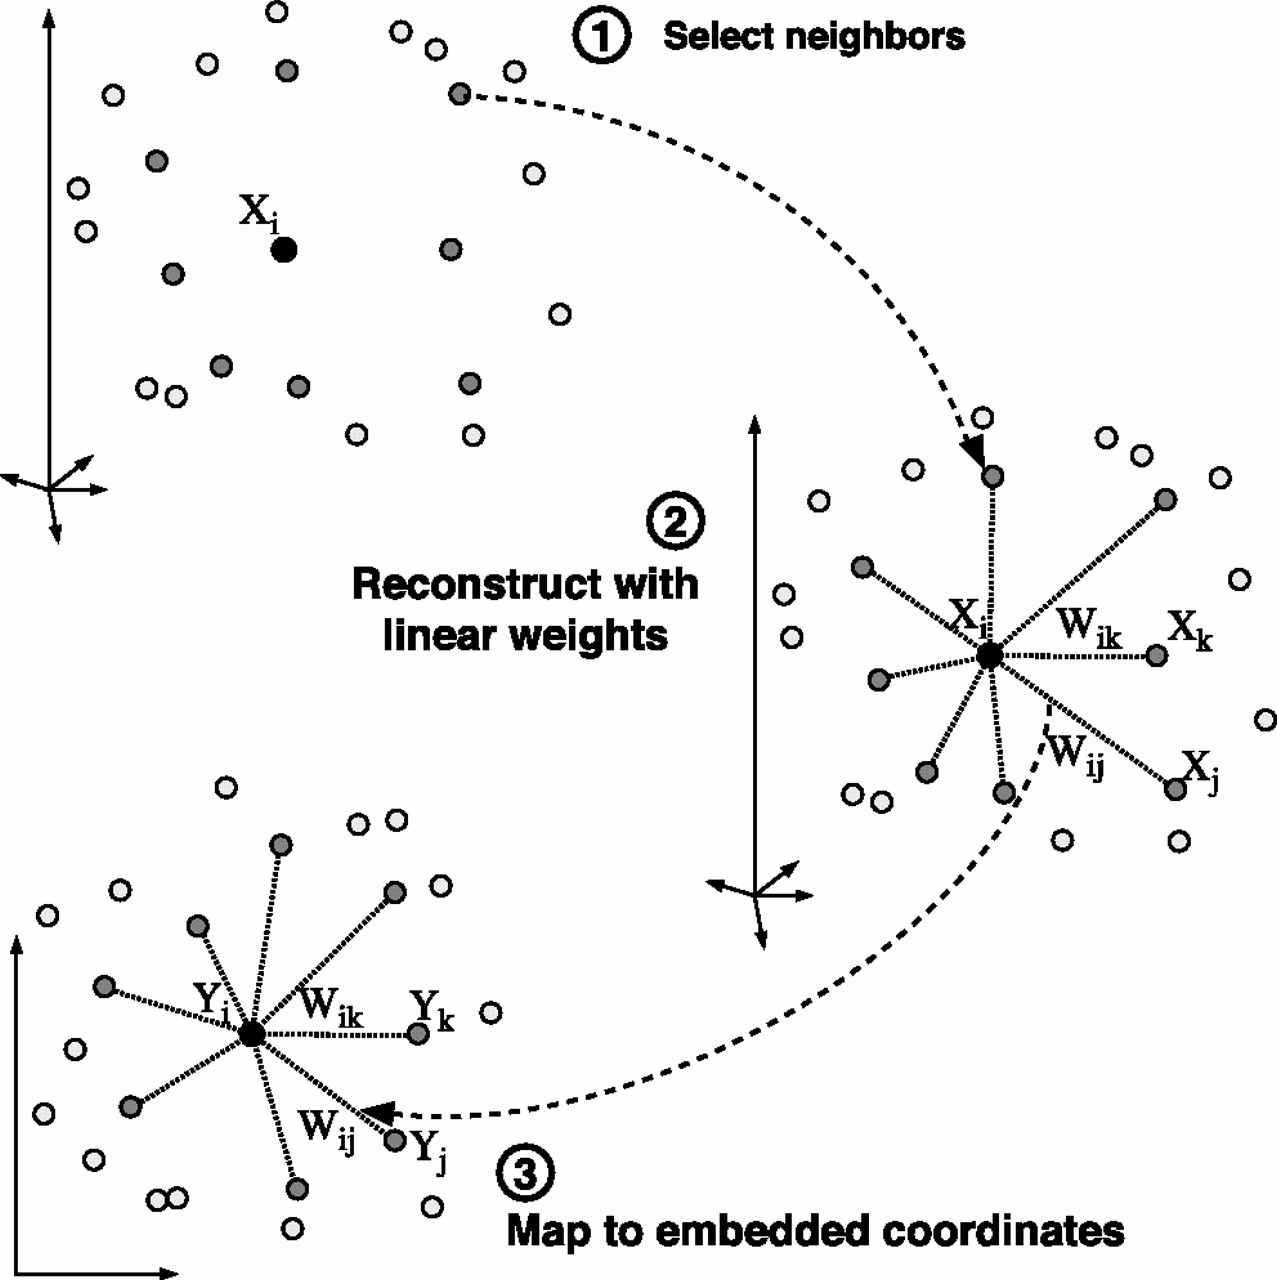 1 Select neighbors
Xi
2
Reconstruct with
linear weights
Xi
Wik
Xk
Wij
Xj
Yi
Wik
Yk
Wij
Yj
3
Map to embedded coordinates